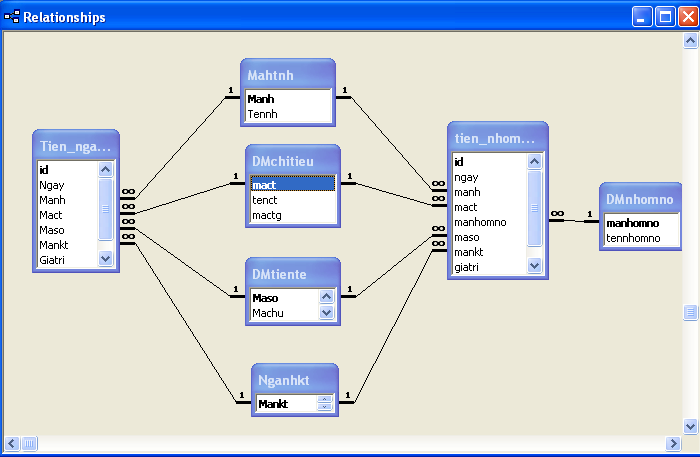 Relationships
Tien_nga...
id
Ngay
Manh
Mact
Maso
Mankt
Giatri
Mahtnh
Manh
Tennh
DMchitieu
mact
tenct
mactg
DMtiente
Maso
Machu
Nganhkt
Mankt
tien_nhom...
id
ngay
manh
mact
manhomno
maso
mankt
giatri
DMnhomno
manhomno
tennhomno
∞
∞
∞
∞
1
1
1
1
1
1
1
1
∞
∞
∞
∞
∞
1